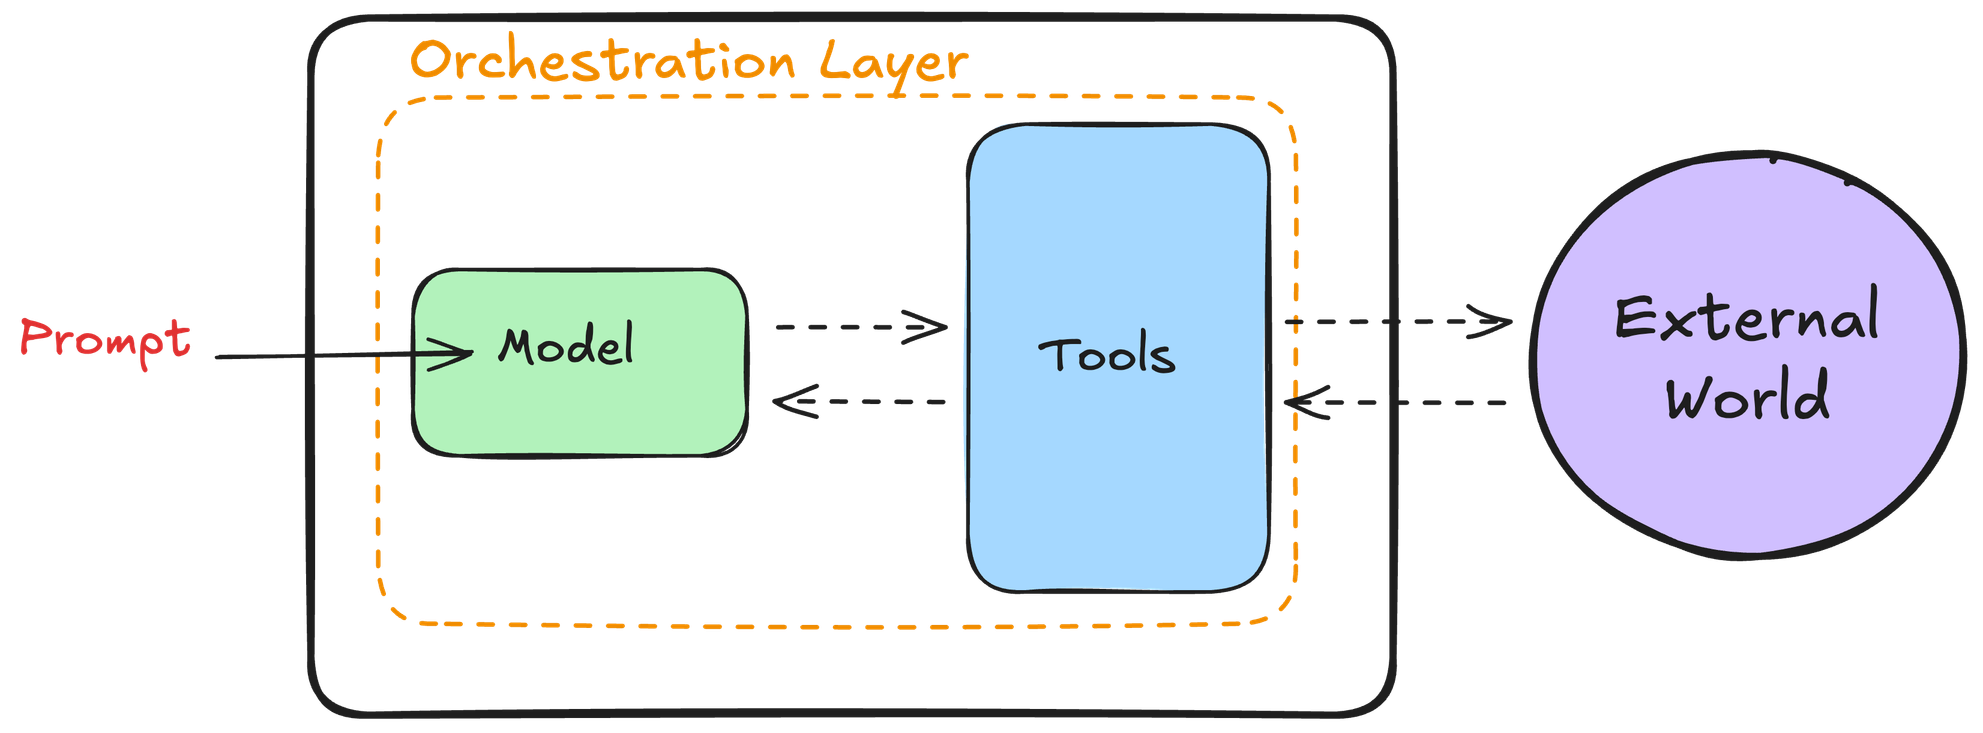 Orchestration Layer
Prompt
Model
Tools
External
World